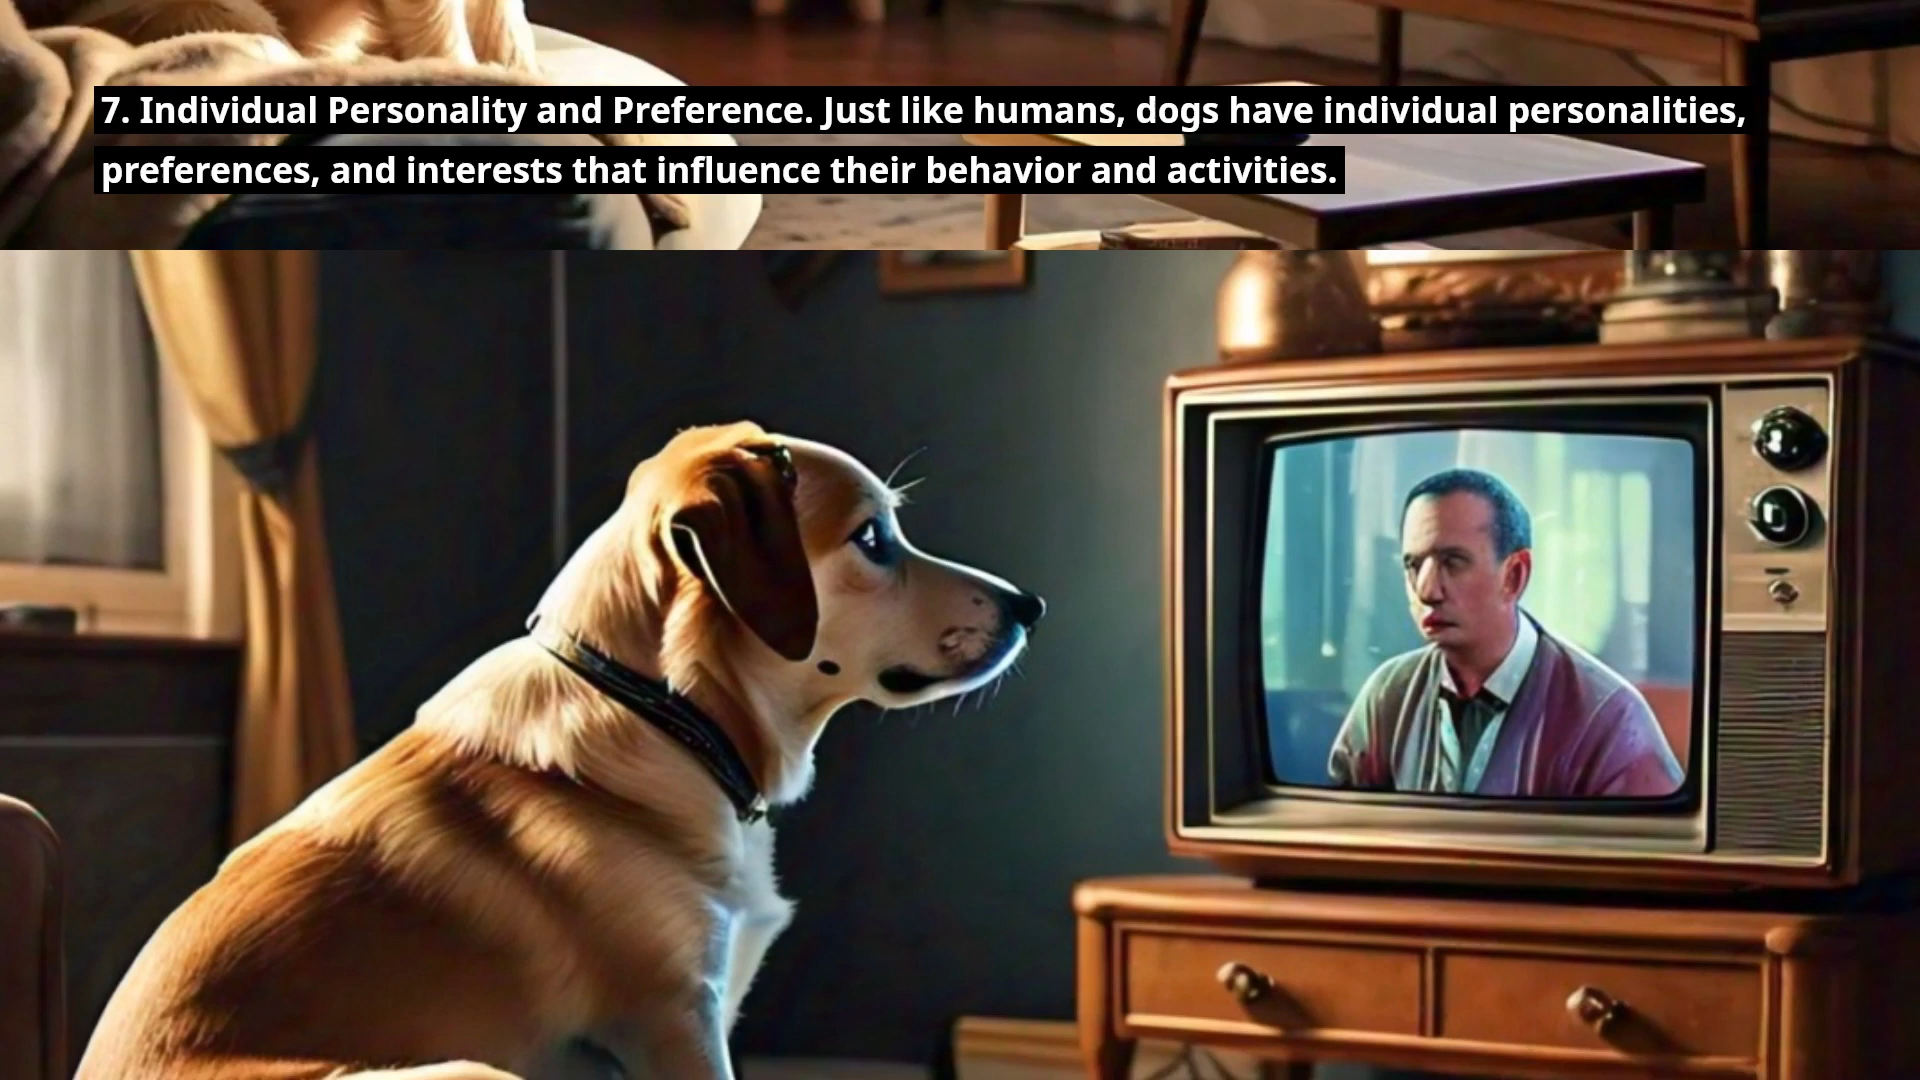 7. Individual Personality and Preference. Just like humans, dogs have individual personalities,
preferences, and interests that influence their behavior and activities.